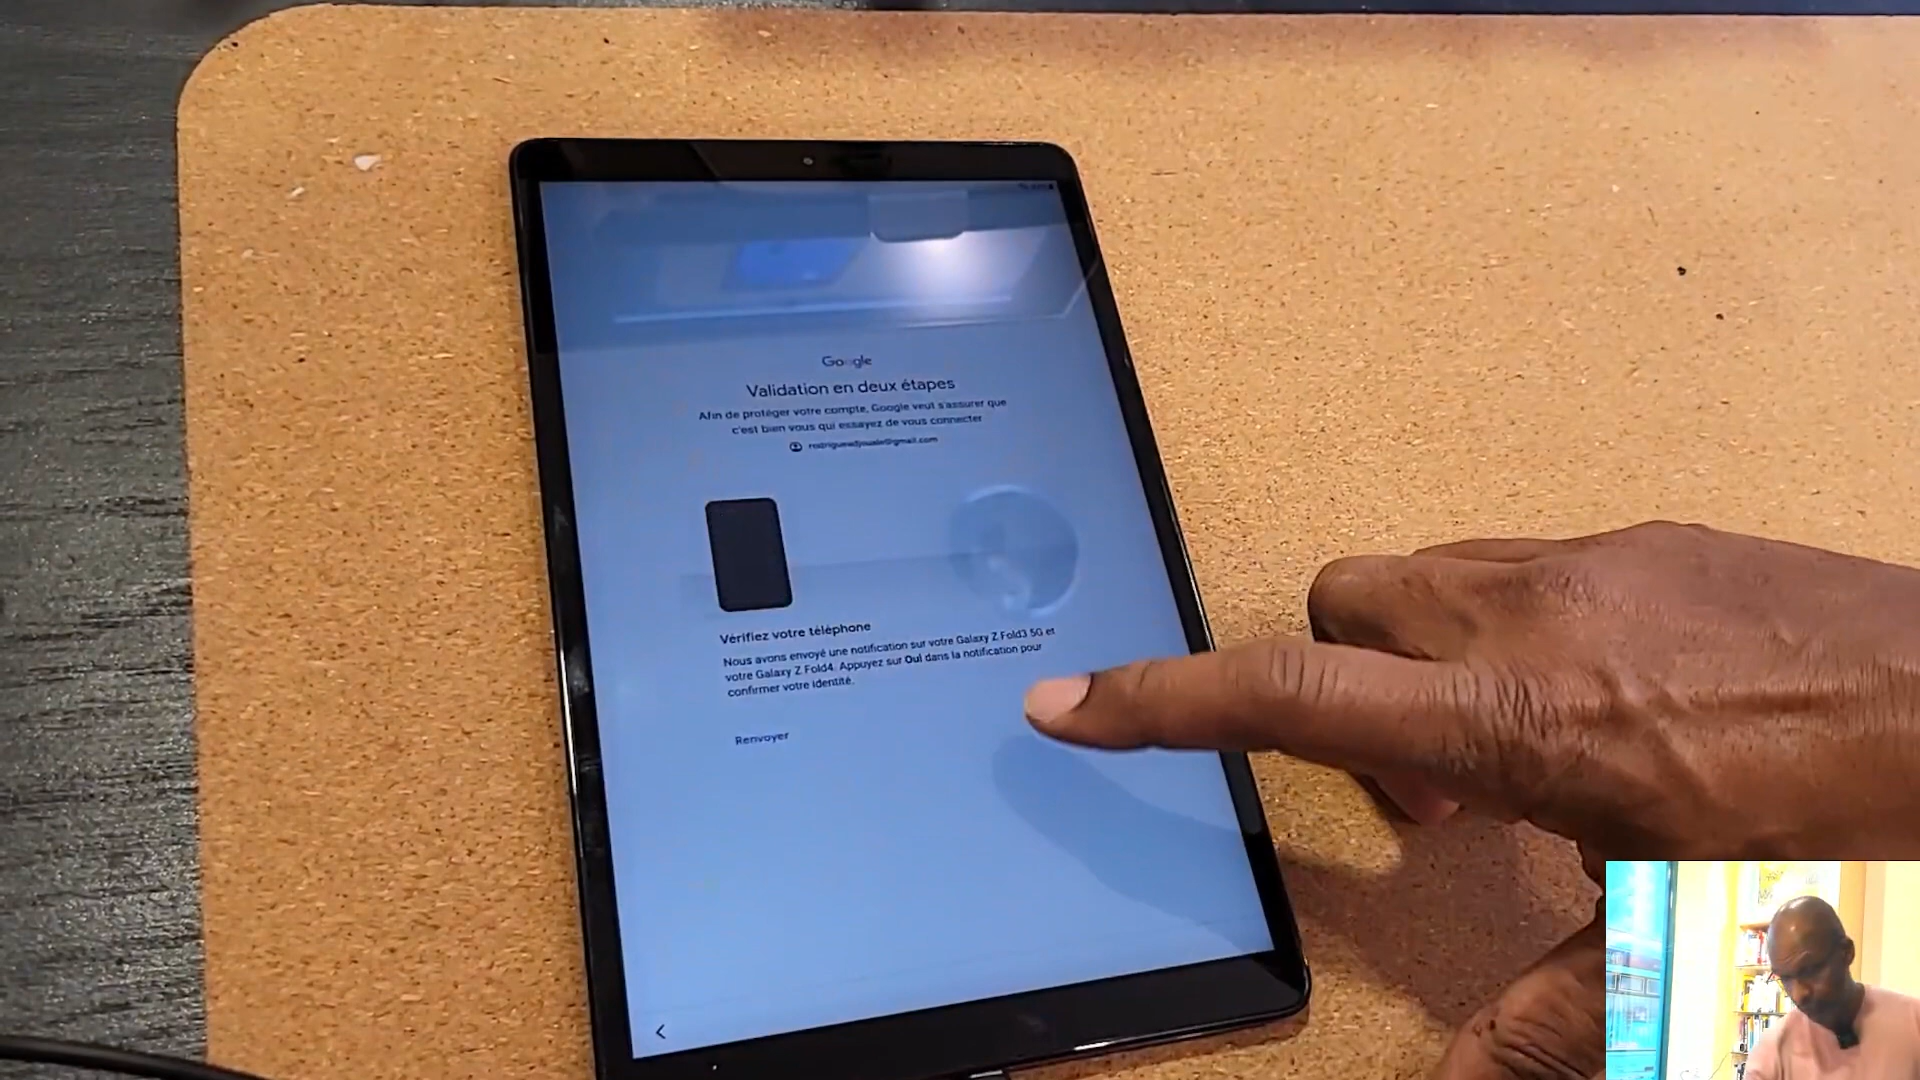 Google
Validation en deux étapes
Afin de protéger votre compte, Google veut s'assurer que
c'est bien vous qui essayez de vous connecter
Vérifiez votre téléphone
Nous avons envoyé une notification sur votre Galaxy Z Fold3 5G et
votre Galaxy Z Fold4. Appuyez sur Oui dans la notification pour
confirmer votre identité.
Renvoyer